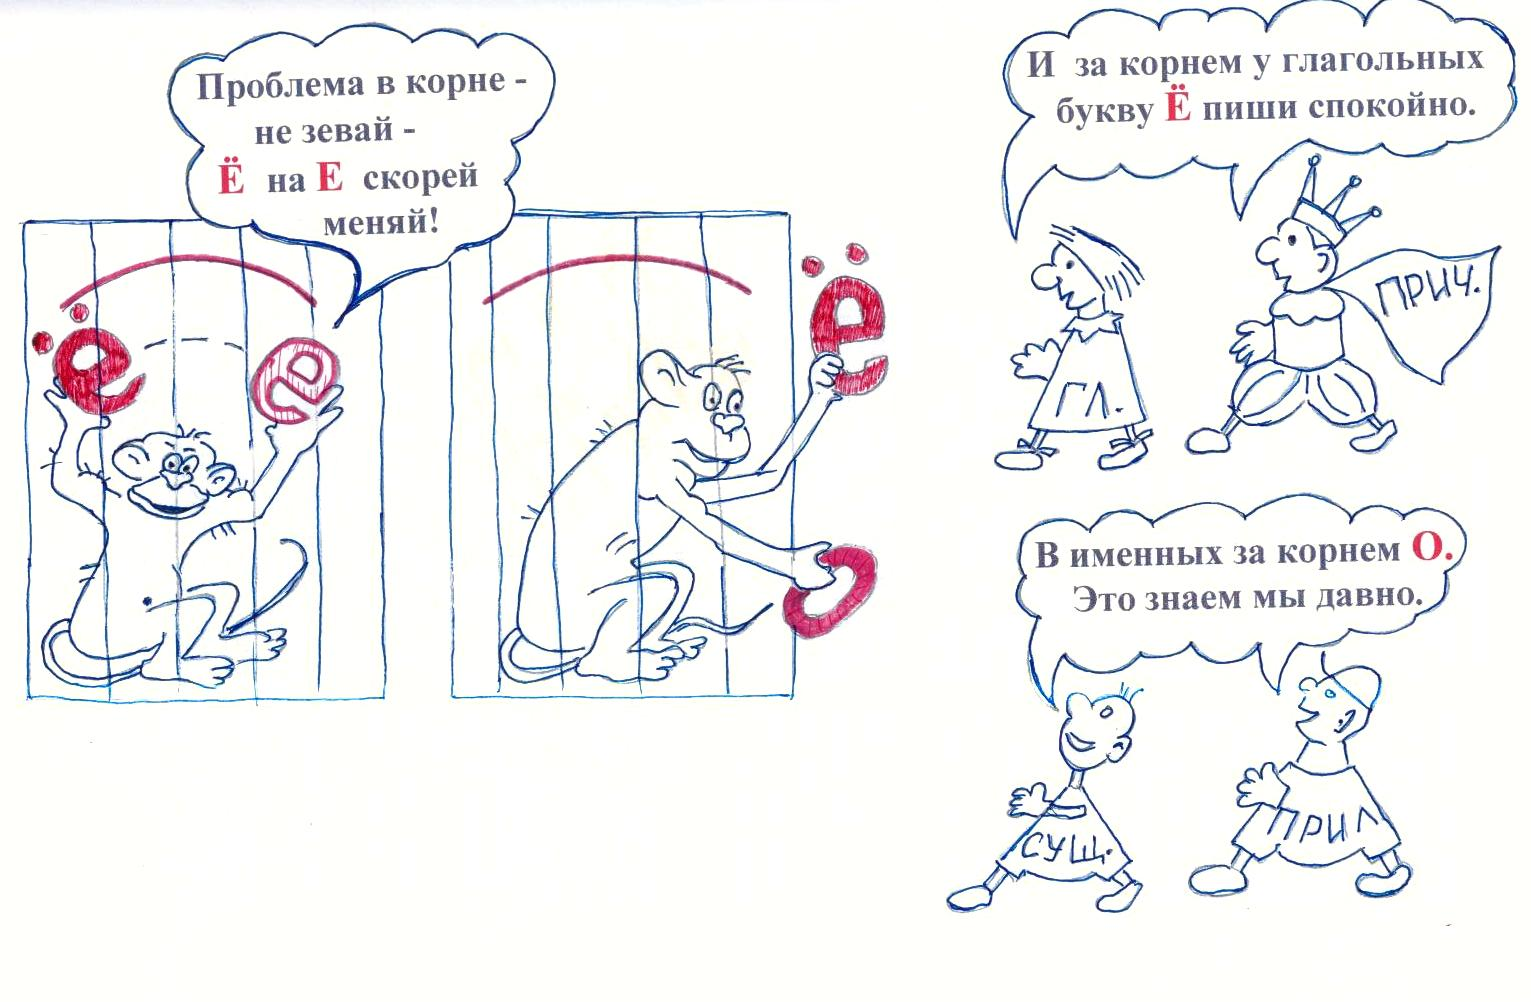 Проблема в корне -
не зевай -
Ё на Е скорей
меняй!
ё е
ё
О
И за корнем у глагольных
букву Ё пиши спокойно.
ГЛ.
ПРИЧ.
В именных за корнем О.
Это знаем мы давно.
СУЩ.
ПРИЛ